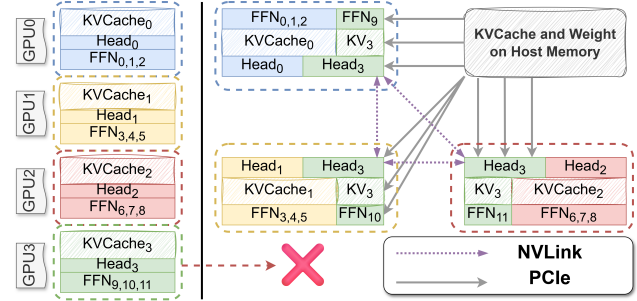 GPU0
KVCache0
Head0
FFN0,1,2
GPU1
KVCache1
Head1
FFN3,4,5
GPU2
KVCache2
Head2
FFN6,7,8
GPU3
KVCache3
Head3
FFN9,10,11
FFN0,1,2 FFN9
KVCache0 KV3
Head0 Head3
KVCache and Weight
on Host Memory
Head1 Head3
KVCache1 KV3
FFN3,4,5 FFN10
Head3 Head2
KV3 KVCache2
FFN11 FFN6,7,8
NVLink
PCIe